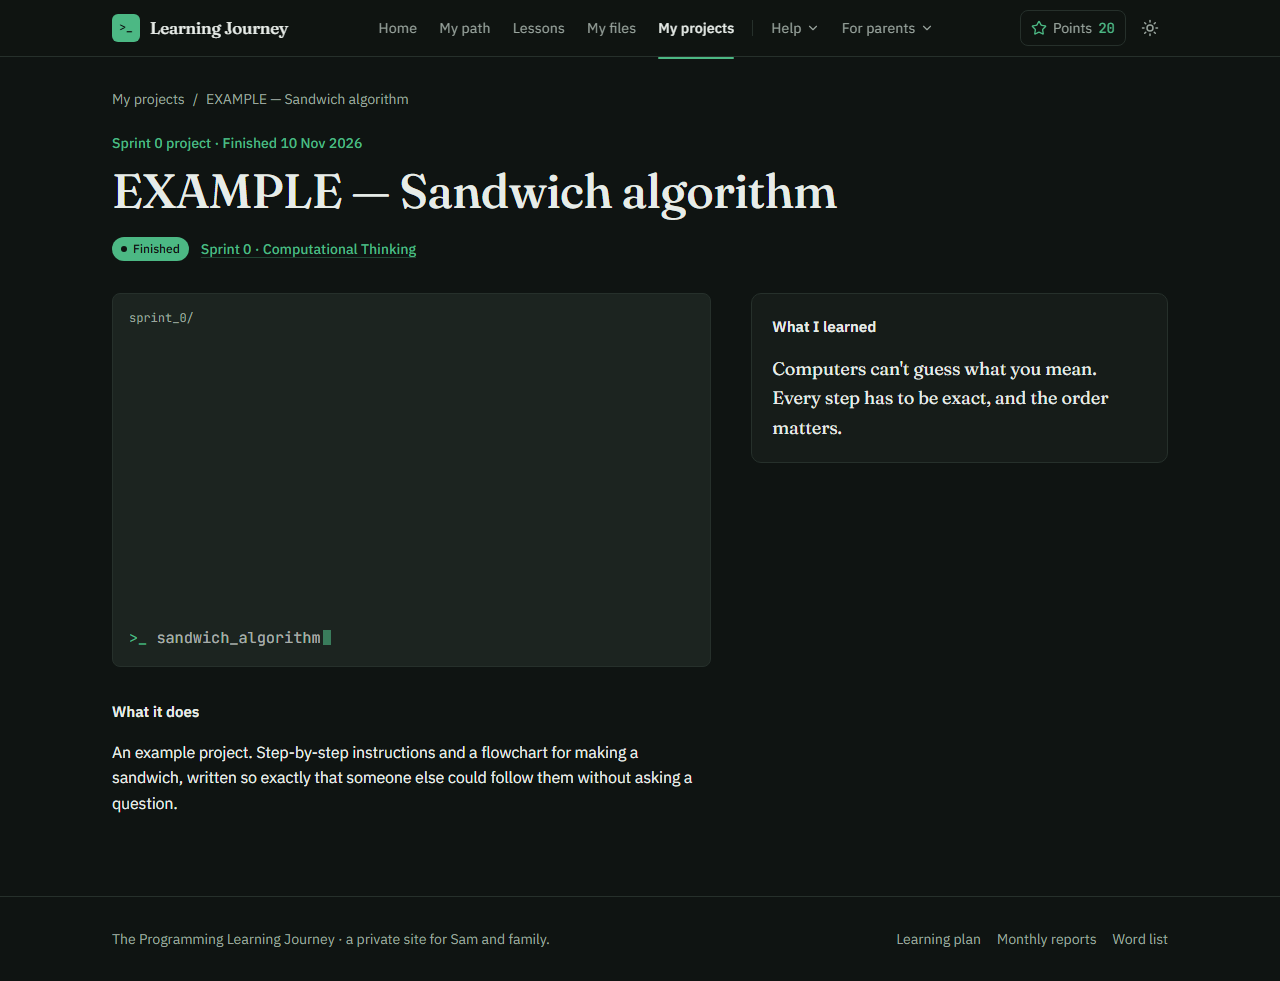 >_ Learning Journey
Home My path Lessons My files My projects Help For parents Points 20
My projects / EXAMPLE — Sandwich algorithm
Sprint 0 project · Finished 10 Nov 2026
EXAMPLE — Sandwich algorithm
Finished Sprint 0 · Computational Thinking
sprint_0/
>_ sandwich_algorithm
What I learned
Computers can't guess what you mean.
Every step has to be exact, and the order
matters.
What it does
An example project. Step-by-step instructions and a flowchart for making a
sandwich, written so exactly that someone else could follow them without asking a
question.
The Programming Learning Journey · a private site for Sam and family.
Learning plan Monthly reports Word list